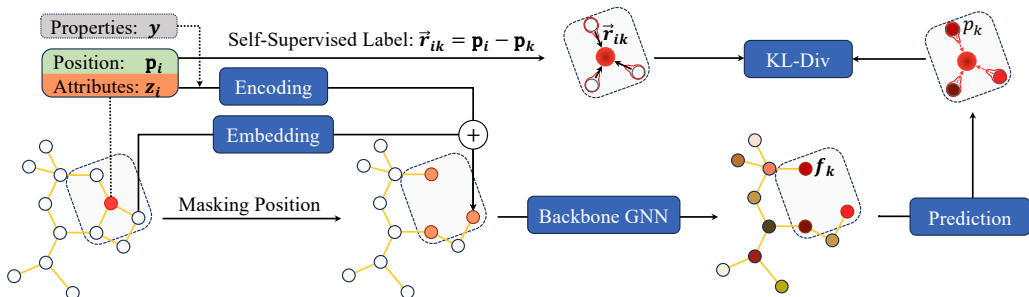 Properties: y
Self-Supervised Label: r⃗ik = pi − pk
Position: pi
Attributes: zi
Encoding
Embedding
+
Masking Position
Backbone GNN
fk
Prediction
r⃗ik
KL-Div
pk